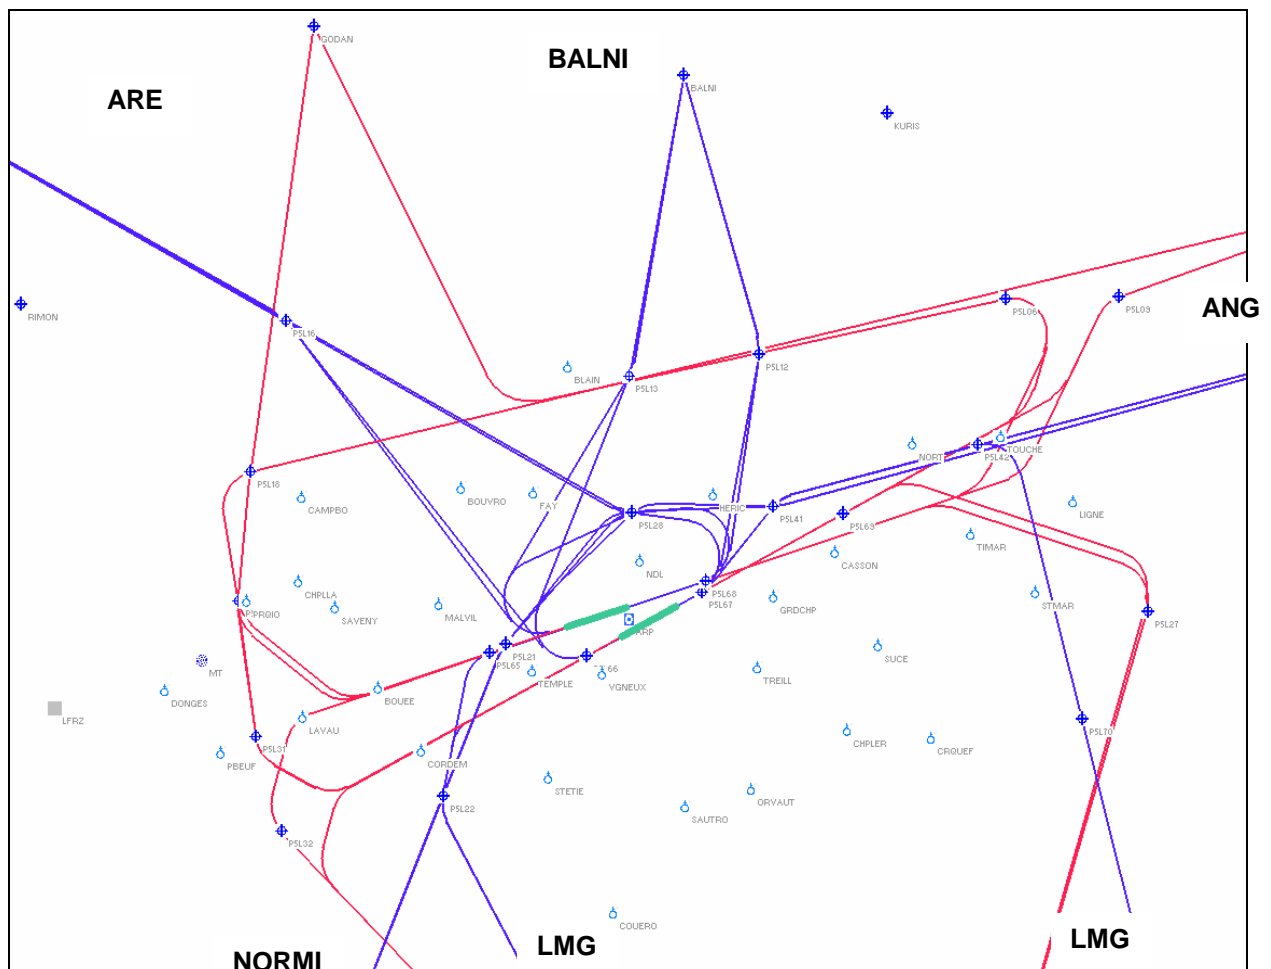 GODAN
BALNI
BALNI
ARE
KURIS
ANG
RIMON
P5L16
P5L06
P5L09
P5L12
BLAIN
P5L13
NORT
P5L42
TOUCHE
P5L18
CAMPBO
BOUVRO
FAY
HERIC
P5L41
P5L69
LIGNE
P5L28
NDL
CASSON
TIMAR
CHPLLA
PRGIO
SAVENY
MALVIL
P5L68
P5L67
GRDCHP
STMAR
P5L27
ARP
P5L21
P5L65
SUCE
MT
TEMPLE
VGNEUX
TREILL
DONGES
BOUEE
LFRZ
LAVAU
P5L70
P5L31
PBEUF
CORDEM
CHPLER
CRQUEF
STETIE
ORVAUT
P5L22
SAUTRO
P5L32
COUERO
LMG
LMG
NORMI